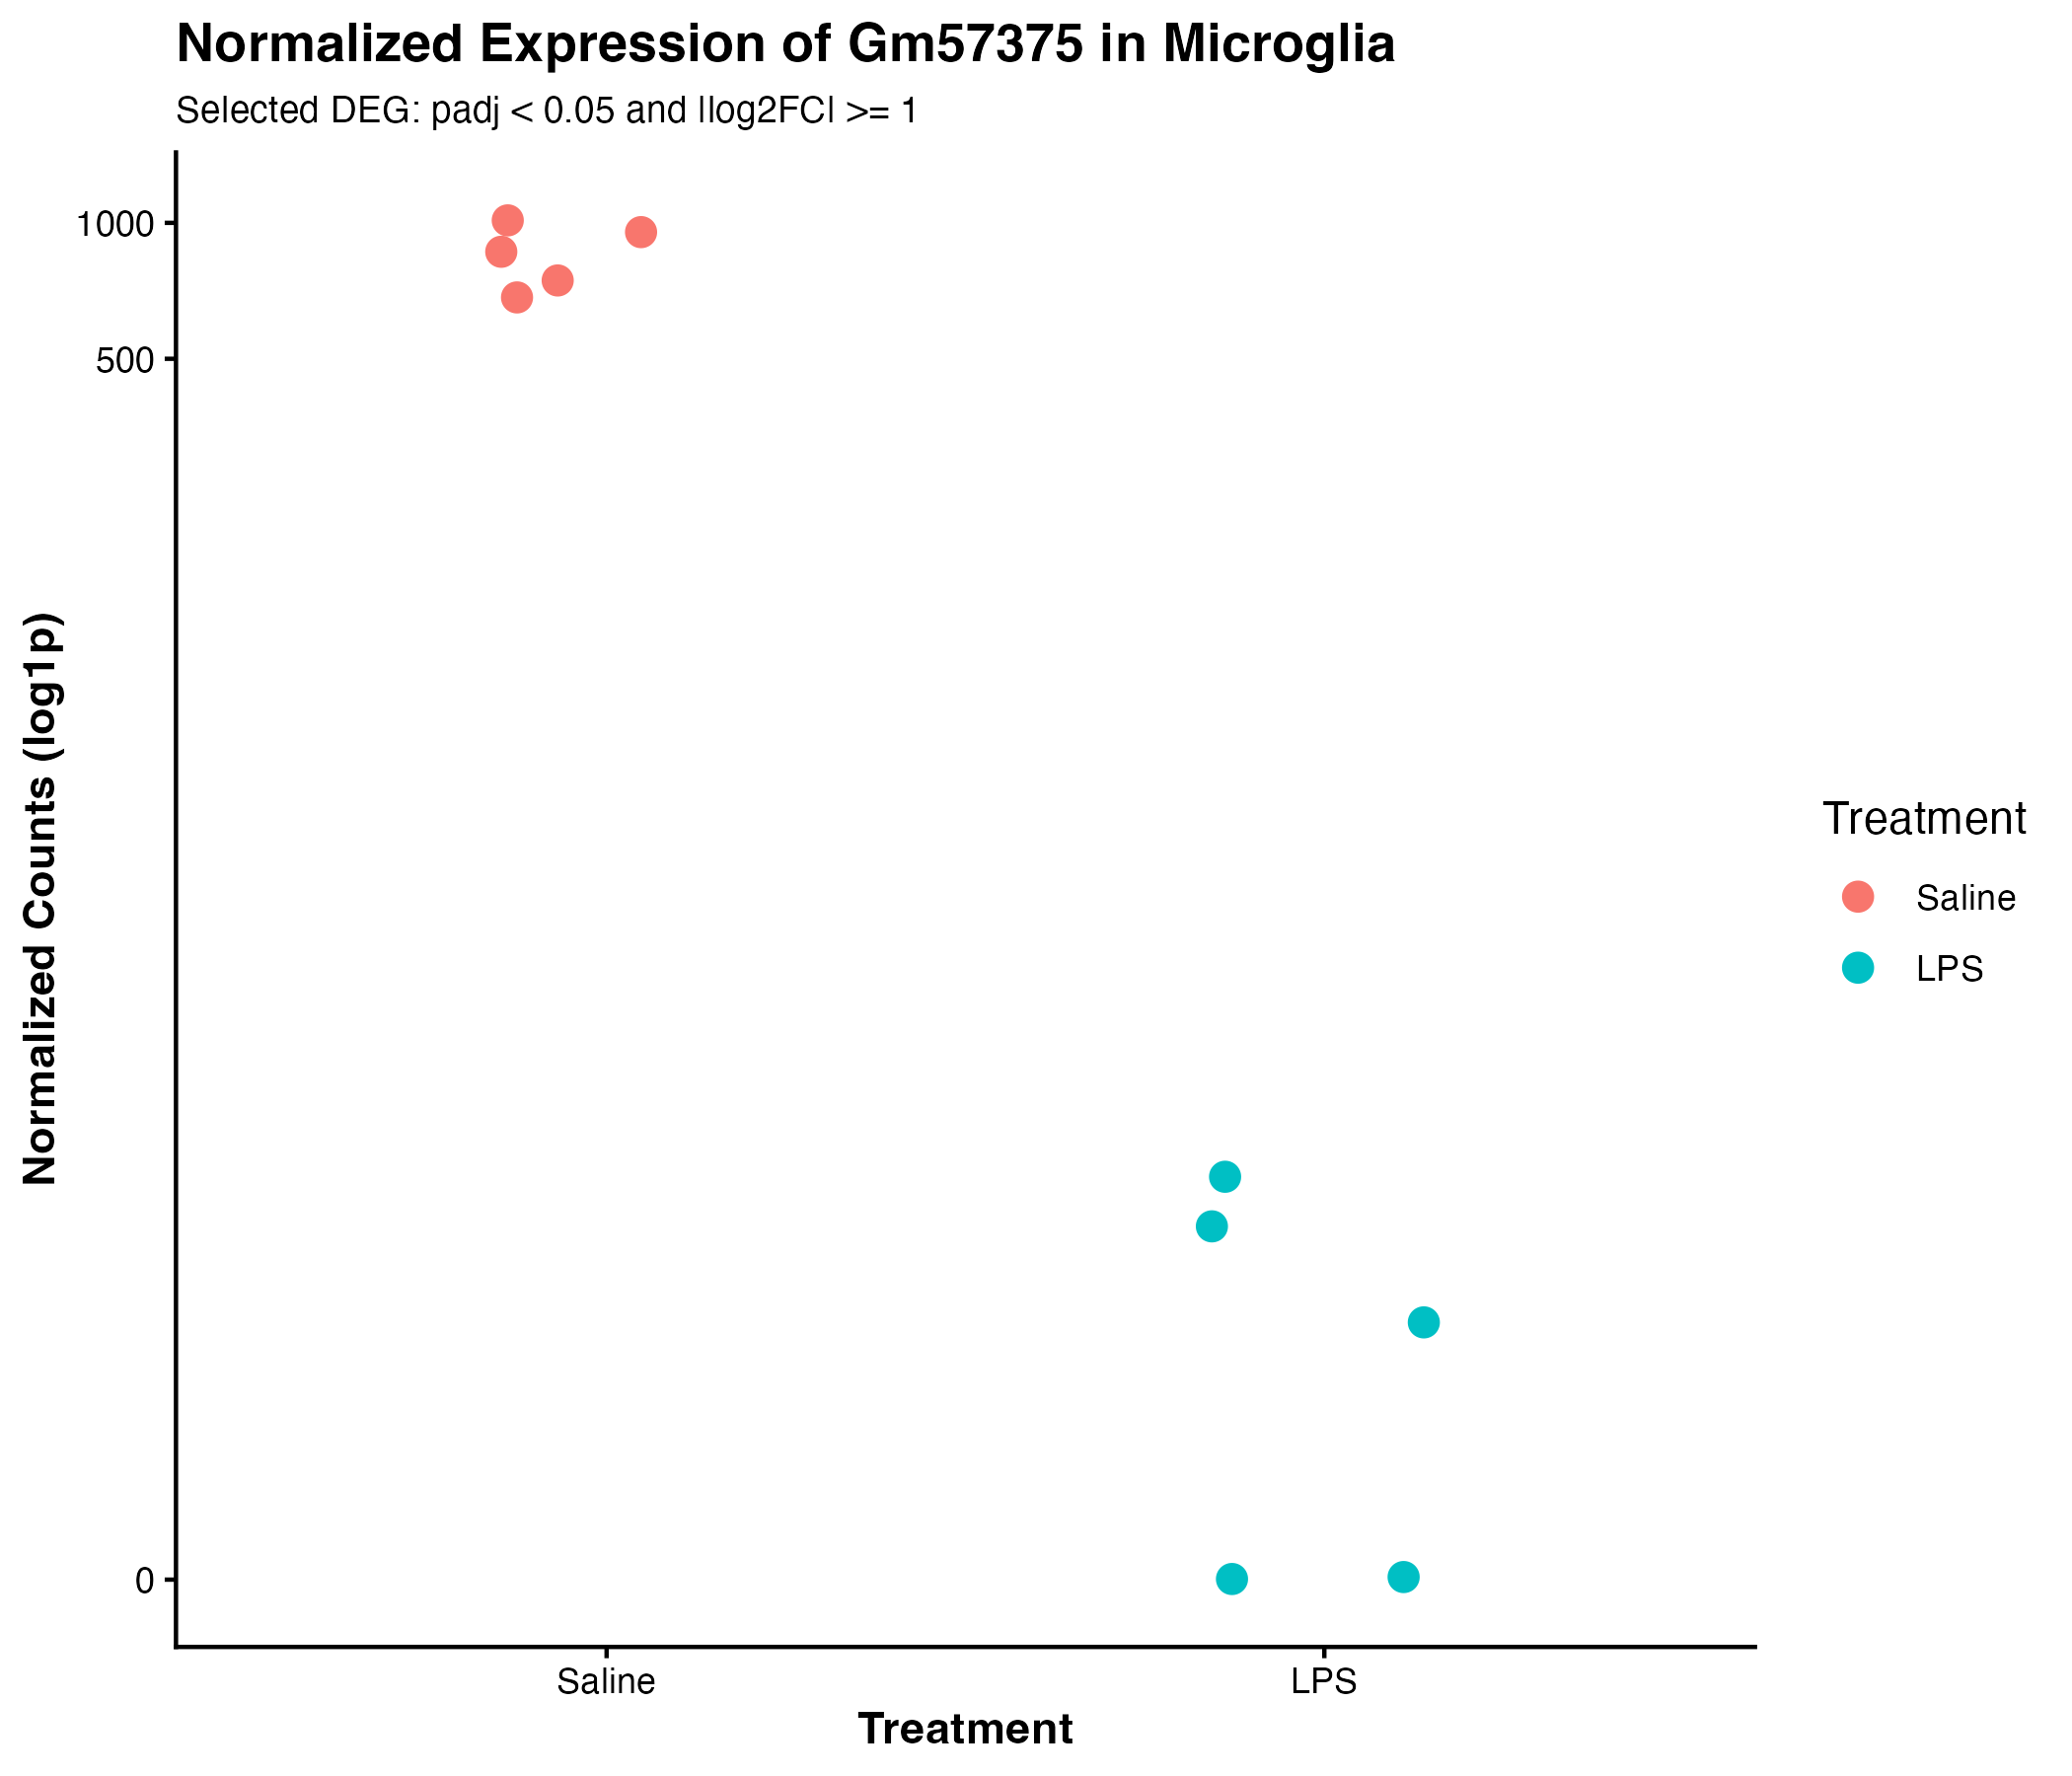 Normalized Expression of Gm57375 in Microglia
Selected DEG: padj < 0.05 and |log2FC| >= 1
1000
500
0
Normalized Counts (log1p)
Saline
LPS
Treatment
Treatment
Saline
LPS